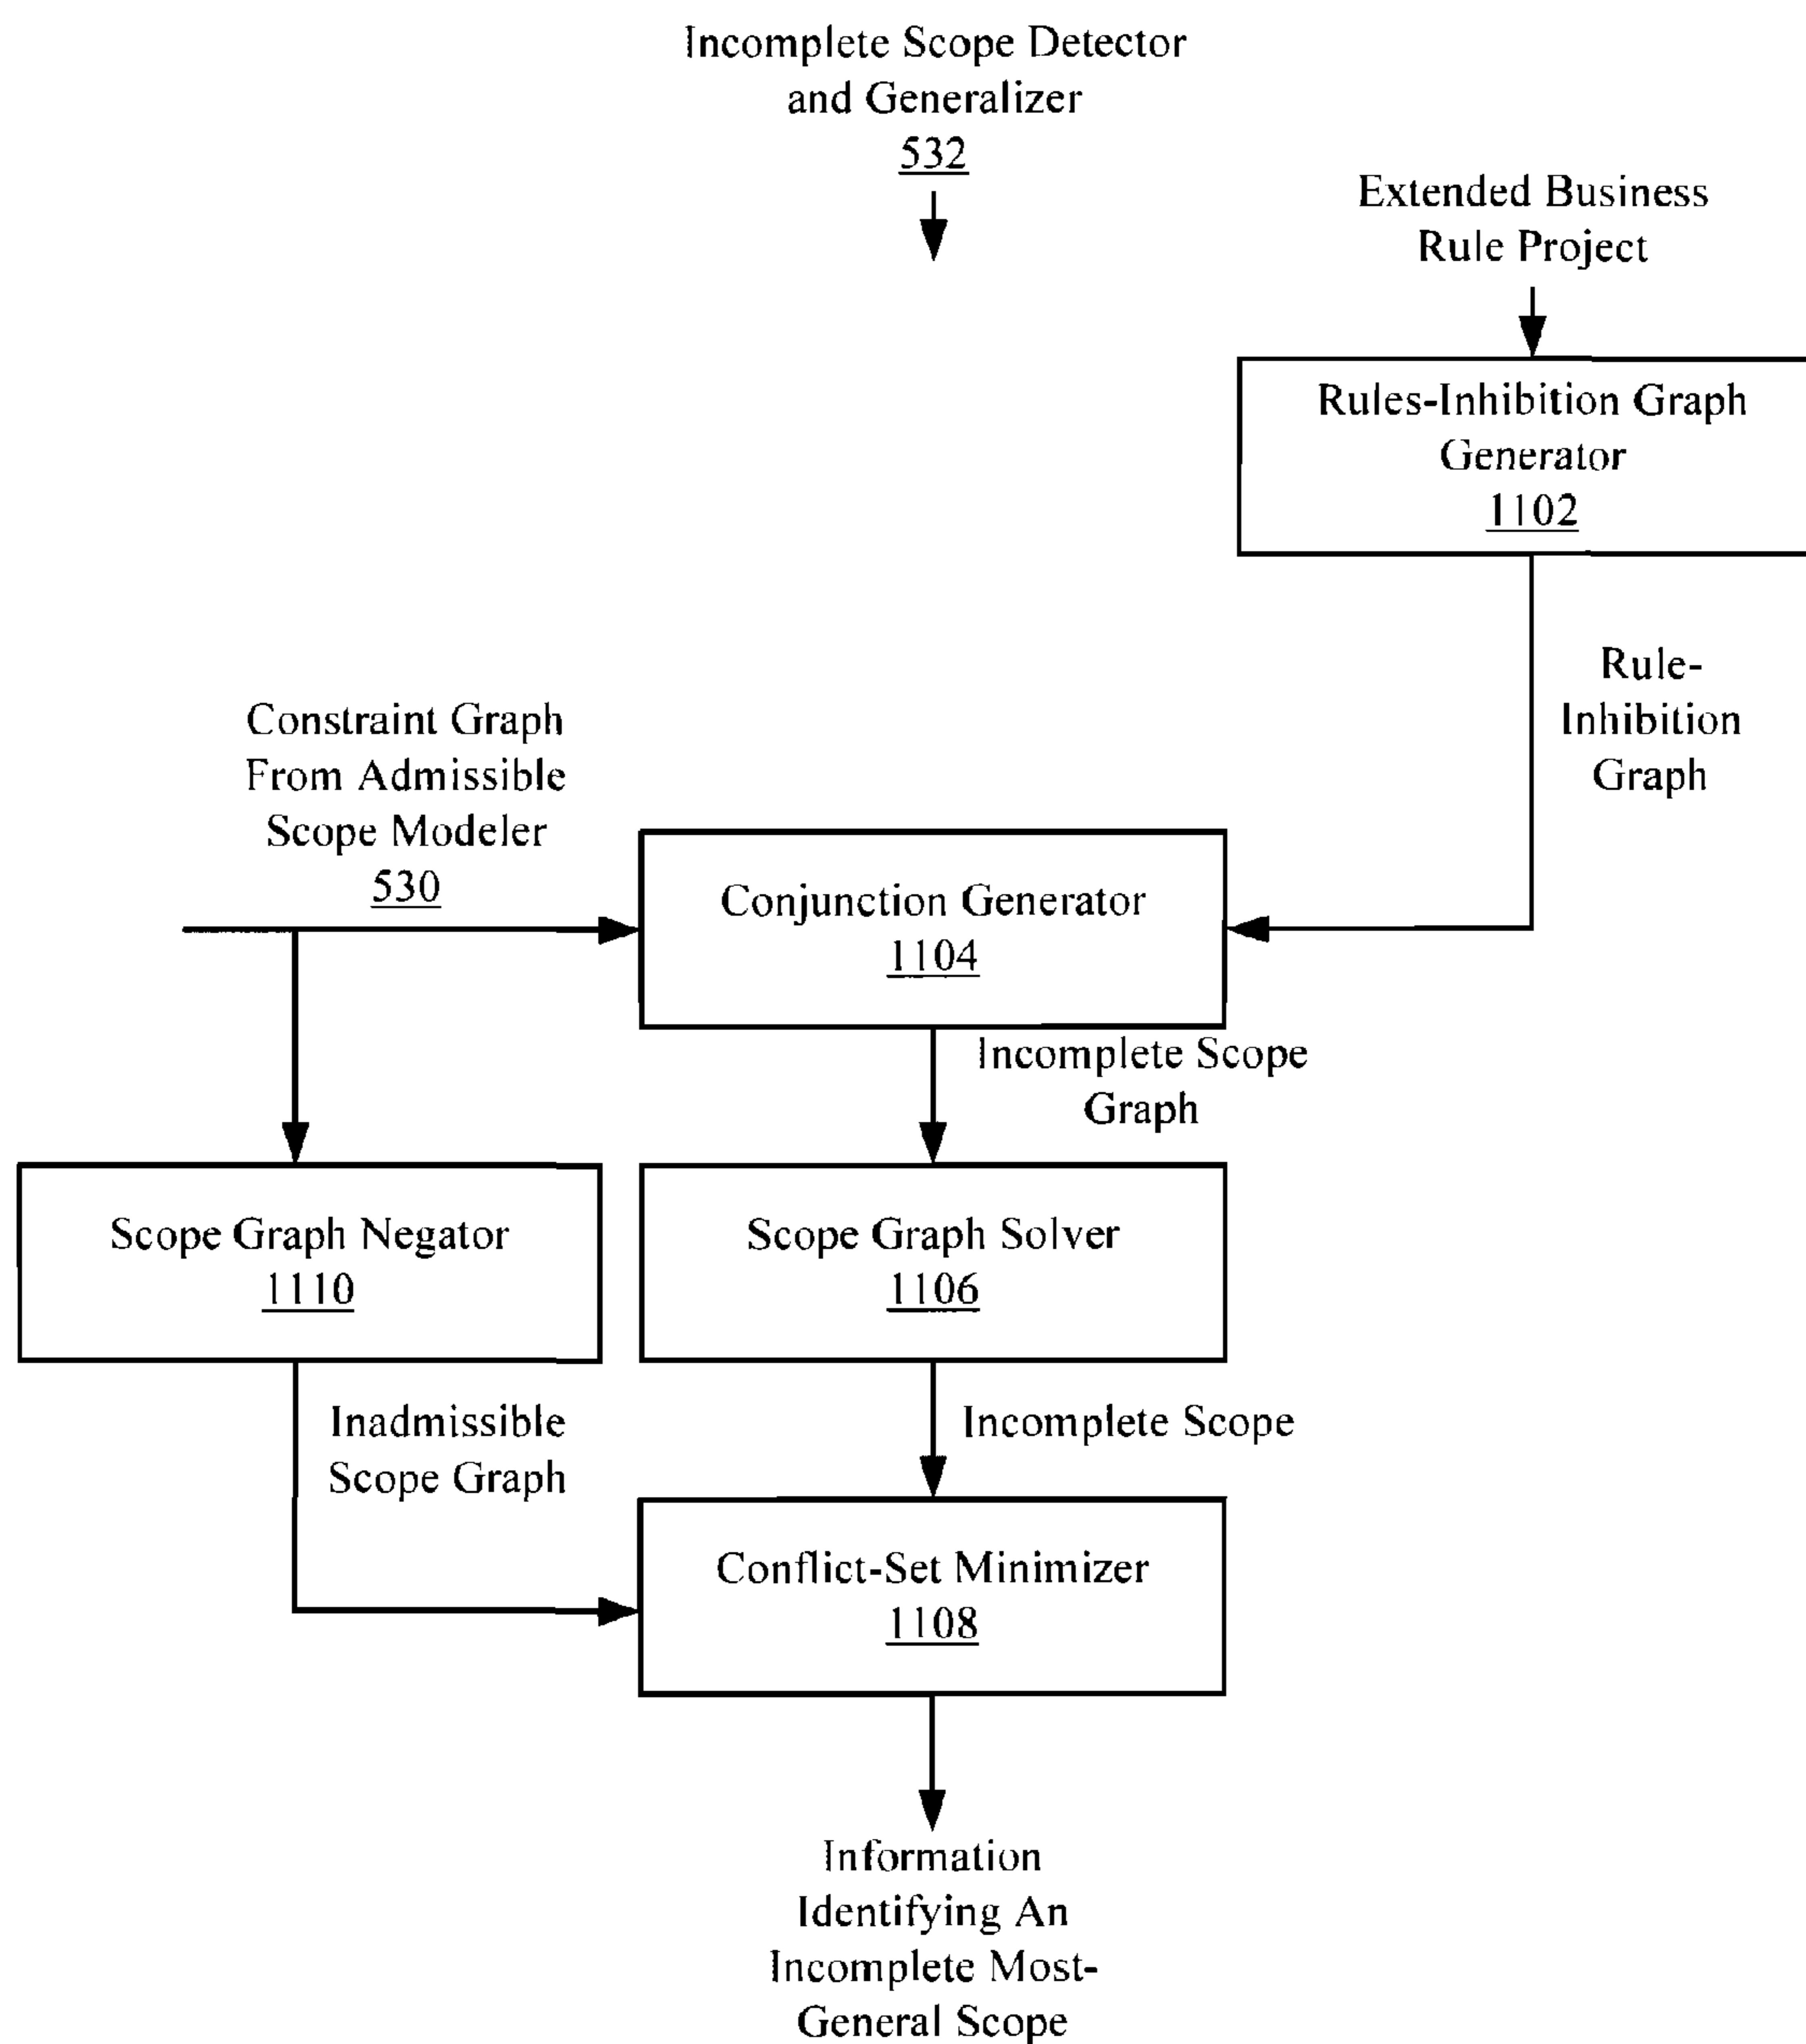 Incomplete Scope Detector
and Generalizer
532
Extended Business
Rule Project
Rules-Inhibition Graph
Generator
1102
Rule-
Inhibition
Graph
Constraint Graph
From Admissible
Scope Modeler
530
Conjunction Generator
1104
Incomplete Scope
Graph
Scope Graph Negator
1110
Scope Graph Solver
1106
Inadmissible
Scope Graph
Incomplete Scope
Conflict-Set Minimizer
1108
Information
Identifying An
Incomplete Most-
General Scope